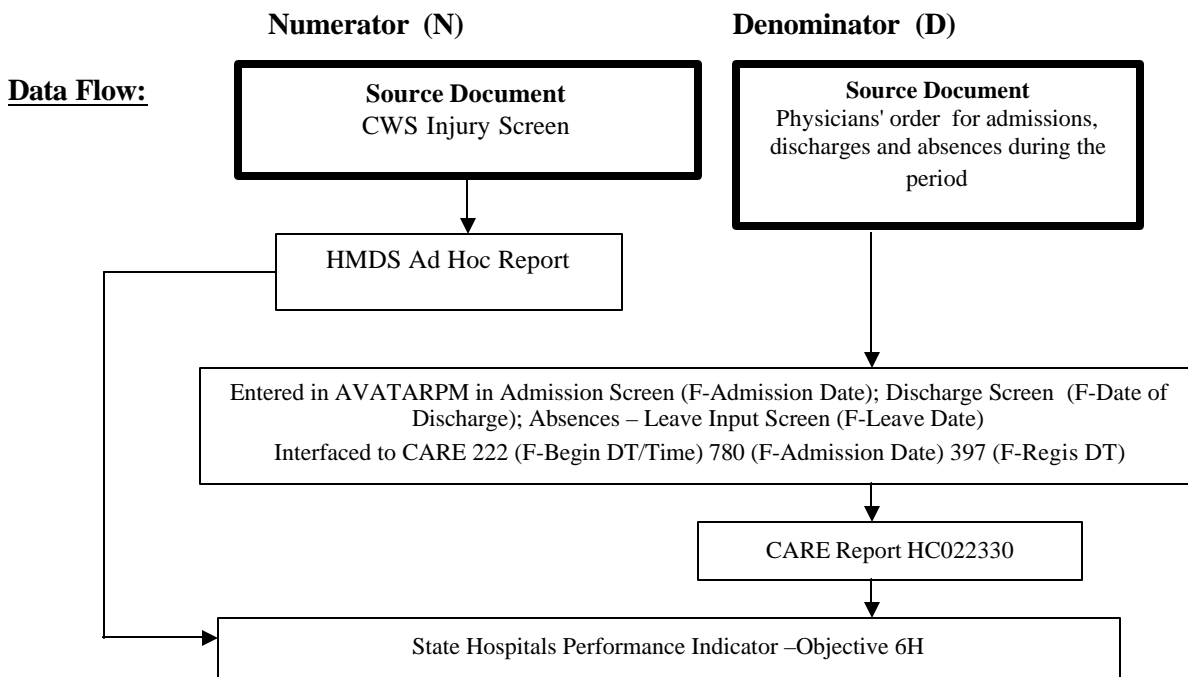 Numerator (N)
Denominator (D)
Data Flow:
Source Document
CWS Injury Screen
Source Document
Physicians' order for admissions,
discharges and absences during the
period
HMDS Ad Hoc Report
Entered in AVATARPM in Admission Screen (F-Admission Date); Discharge Screen (F-Date of
Discharge); Absences – Leave Input Screen (F-Leave Date)
Interfaced to CARE 222 (F-Begin DT/Time) 780 (F-Admission Date) 397 (F-Regis DT)
CARE Report HC022330
State Hospitals Performance Indicator –Objective 6H